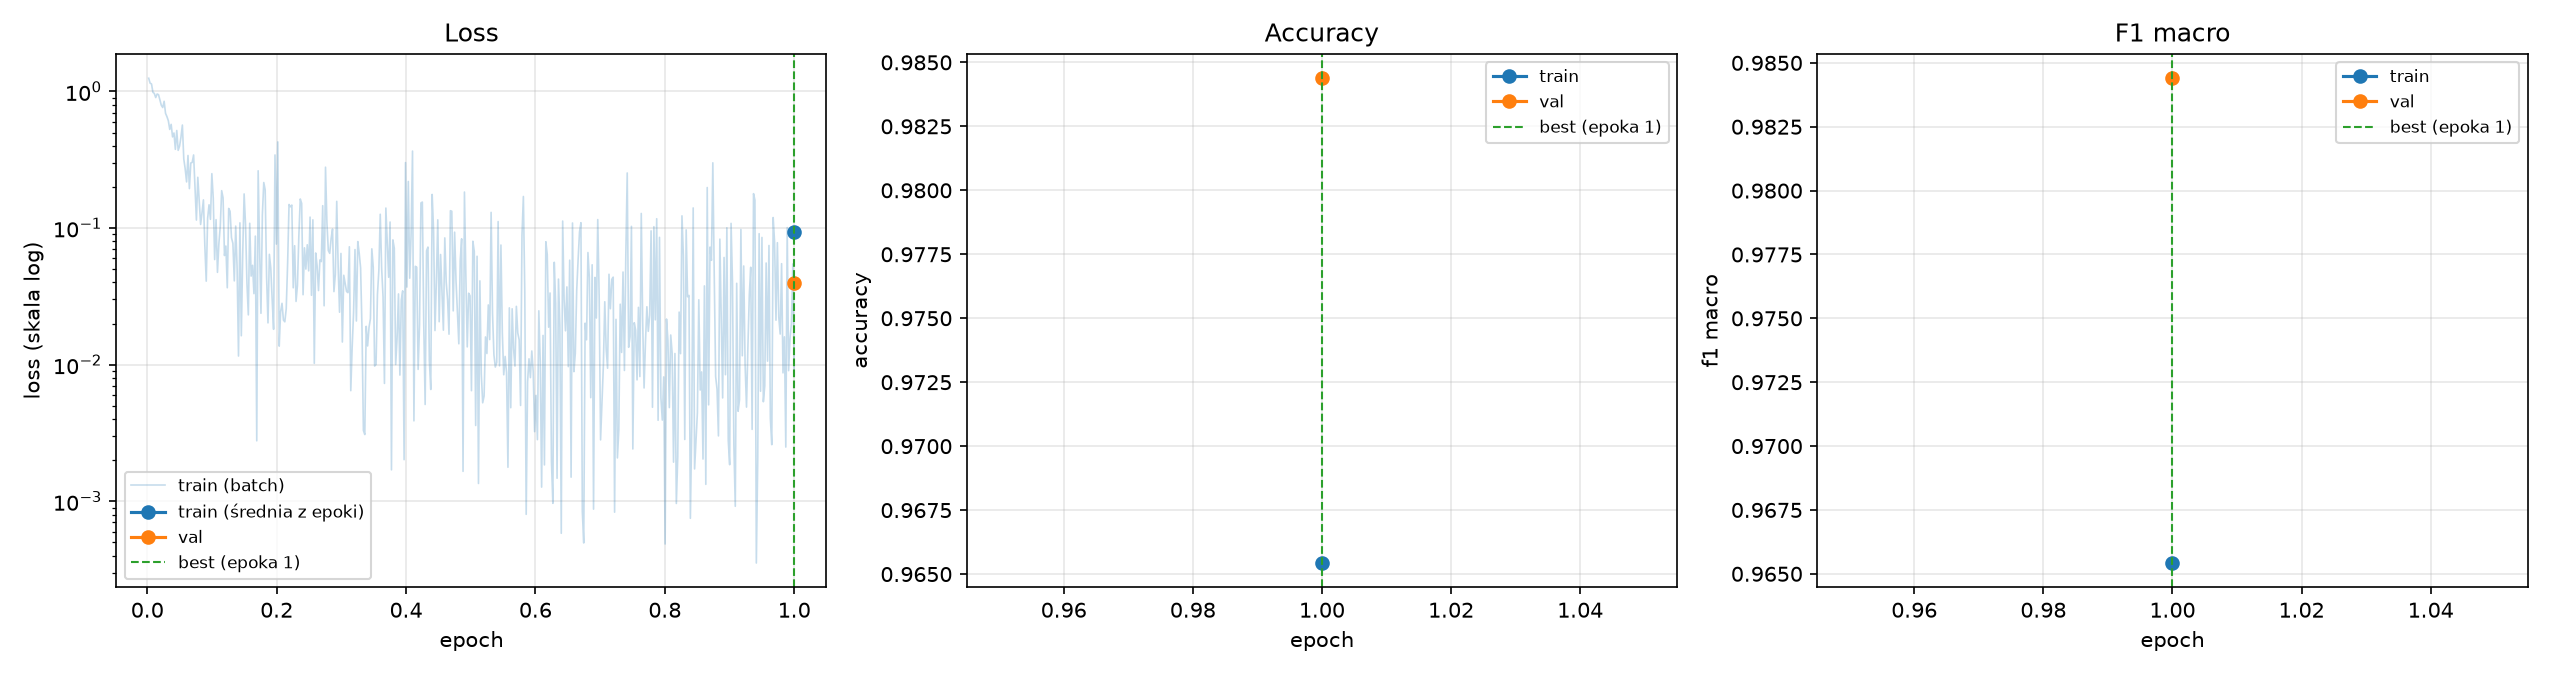 Loss
10⁰
10⁻¹
10⁻²
10⁻³
loss (skala log)
train (batch)
train (średnia z epoki)
val
best (epoka 1)
0.0 0.2 0.4 0.6 0.8 1.0
epoch
Accuracy
0.9850
0.9825
0.9800
0.9775
0.9750
0.9725
0.9700
0.9675
0.9650
accuracy
train
val
best (epoka 1)
0.96 0.98 1.00 1.02 1.04
epoch
F1 macro
0.9850
0.9825
0.9800
0.9775
0.9750
0.9725
0.9700
0.9675
0.9650
f1 macro
train
val
best (epoka 1)
0.96 0.98 1.00 1.02 1.04
epoch